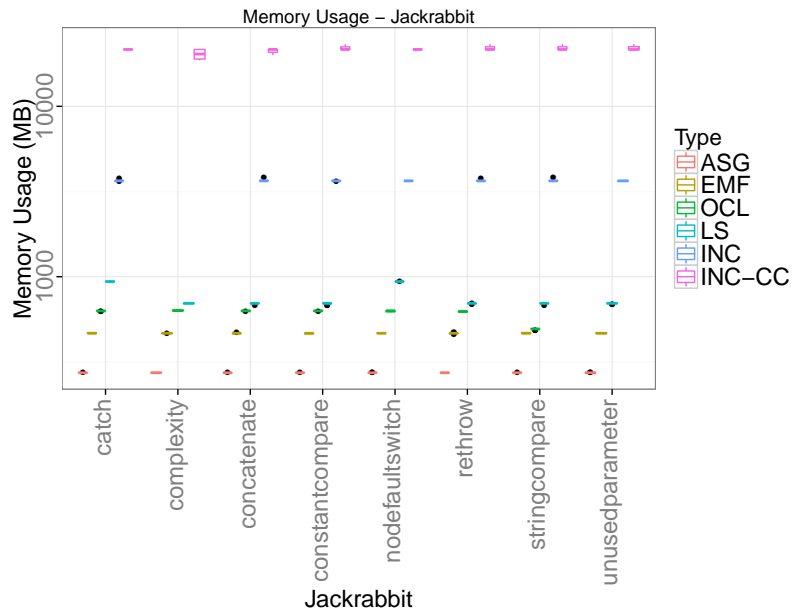 Memory Usage − Jackrabbit
Memory Usage (MB)
10000
1000
catch
complexity
concatenate
constantcompare
nodefaultswitch
rethrow
stringcompare
unusedparameter
Jackrabbit
Type
ASG
EMF
OCL
LS
INC
INC−CC